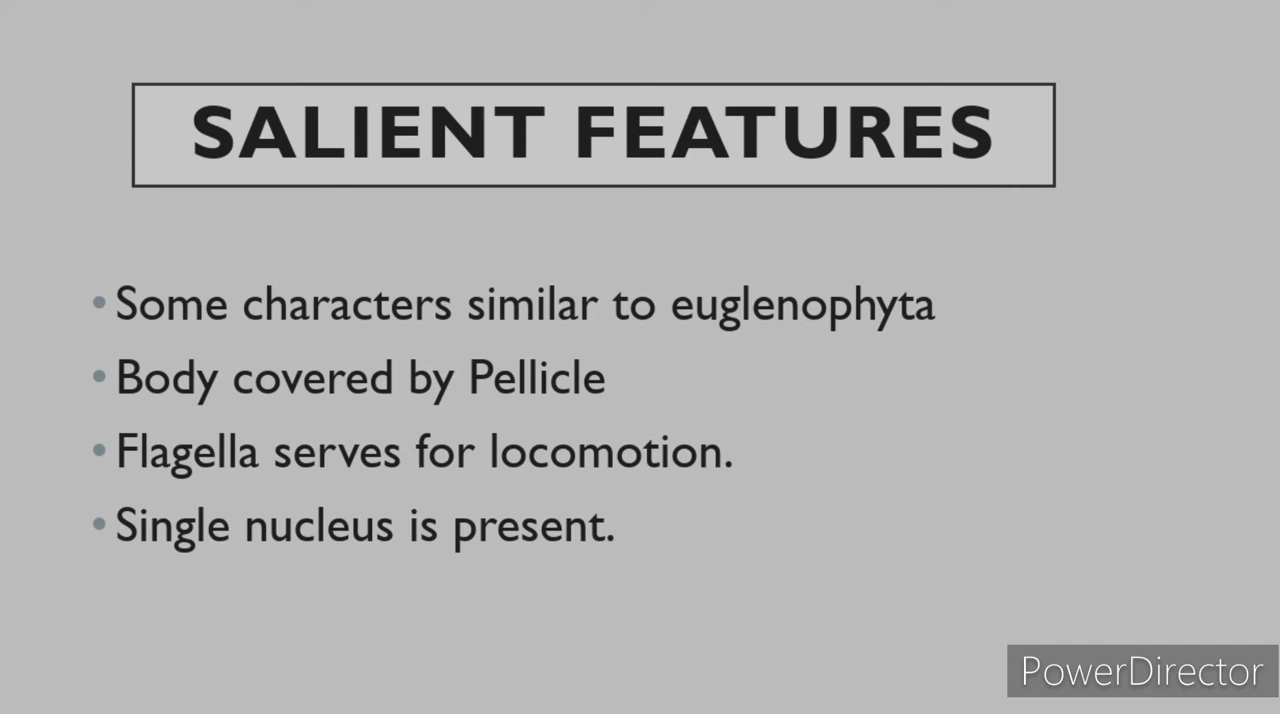 SALIENT FEATURES
• Some characters similar to euglenophyta
• Body covered by Pellicle
• Flagella serves for locomotion.
• Single nucleus is present.
PowerDirector